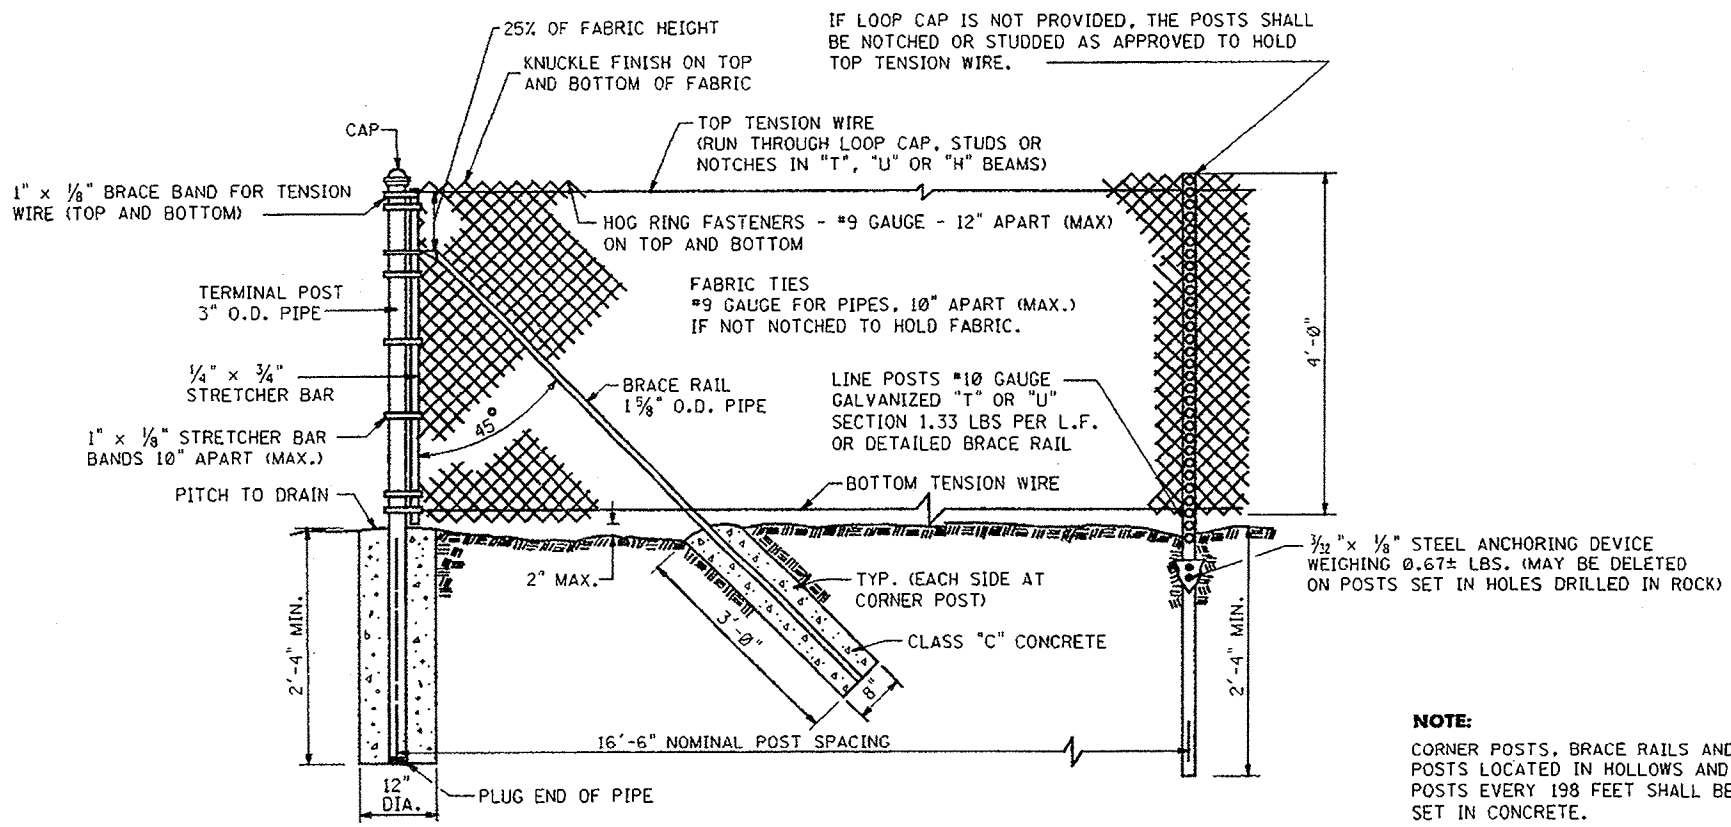 25% OF FABRIC HEIGHT
KNUCKLE FINISH ON TOP
AND BOTTOM OF FABRIC
IF LOOP CAP IS NOT PROVIDED, THE POSTS SHALL
BE NOTCHED OR STUDDED AS APPROVED TO HOLD
TOP TENSION WIRE.
CAP
TOP TENSION WIRE
(RUN THROUGH LOOP CAP, STUDS OR
NOTCHES IN "T", "U" OR "H" BEAMS)
1" × 1/8" BRACE BAND FOR TENSION
WIRE (TOP AND BOTTOM)
HOG RING FASTENERS - #9 GAUGE - 12" APART (MAX)
ON TOP AND BOTTOM
TERMINAL POST
3" O.D. PIPE
FABRIC TIES
#9 GAUGE FOR PIPES, 10" APART (MAX.)
IF NOT NOTCHED TO HOLD FABRIC.
4'-0"
1/4" × 3/4"
STRETCHER BAR
BRACE RAIL
1 5/8" O.D. PIPE
LINE POSTS #10 GAUGE
GALVANIZED "T" OR "U"
SECTION 1.33 LBS PER L.F.
OR DETAILED BRACE RAIL
45°
1" × 1/8" STRETCHER BAR
BANDS 10" APART (MAX.)
PITCH TO DRAIN
BOTTOM TENSION WIRE
3/32" × 1/8" STEEL ANCHORING DEVICE
WEIGHING 0.67± LBS. (MAY BE DELETED
ON POSTS SET IN HOLES DRILLED IN ROCK)
2" MAX.
TYP. (EACH SIDE AT
CORNER POST)
2'-4" MIN.
3'-0"
CLASS "C" CONCRETE
8"
2'-4" MIN.
16'-6" NOMINAL POST SPACING
12"
DIA.
PLUG END OF PIPE
NOTE:
CORNER POSTS, BRACE RAILS AND
POSTS LOCATED IN HOLLOWS AND
POSTS EVERY 198 FEET SHALL BE
SET IN CONCRETE.